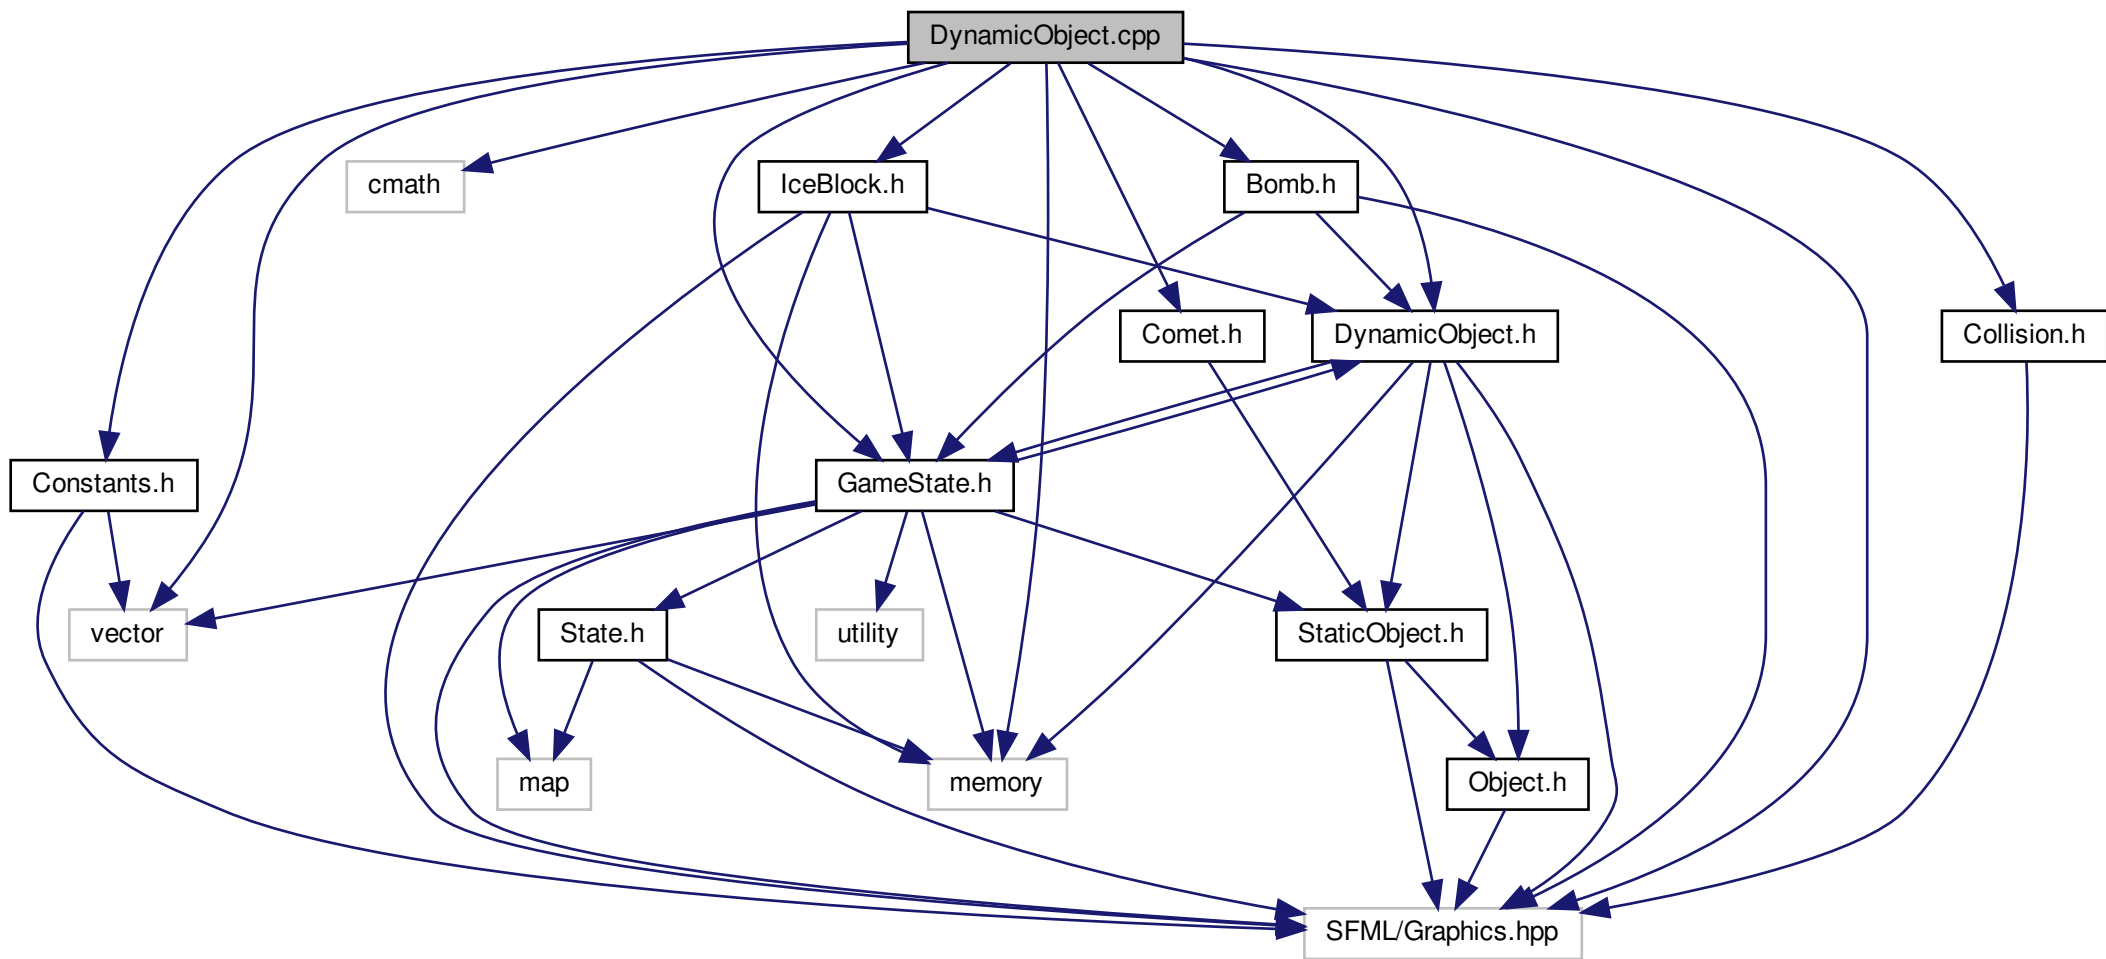 DynamicObject.cpp
cmath
IceBlock.h
Bomb.h
Comet.h
DynamicObject.h
Collision.h
Constants.h
GameState.h
vector
State.h
utility
StaticObject.h
map
memory
Object.h
SFML/Graphics.hpp